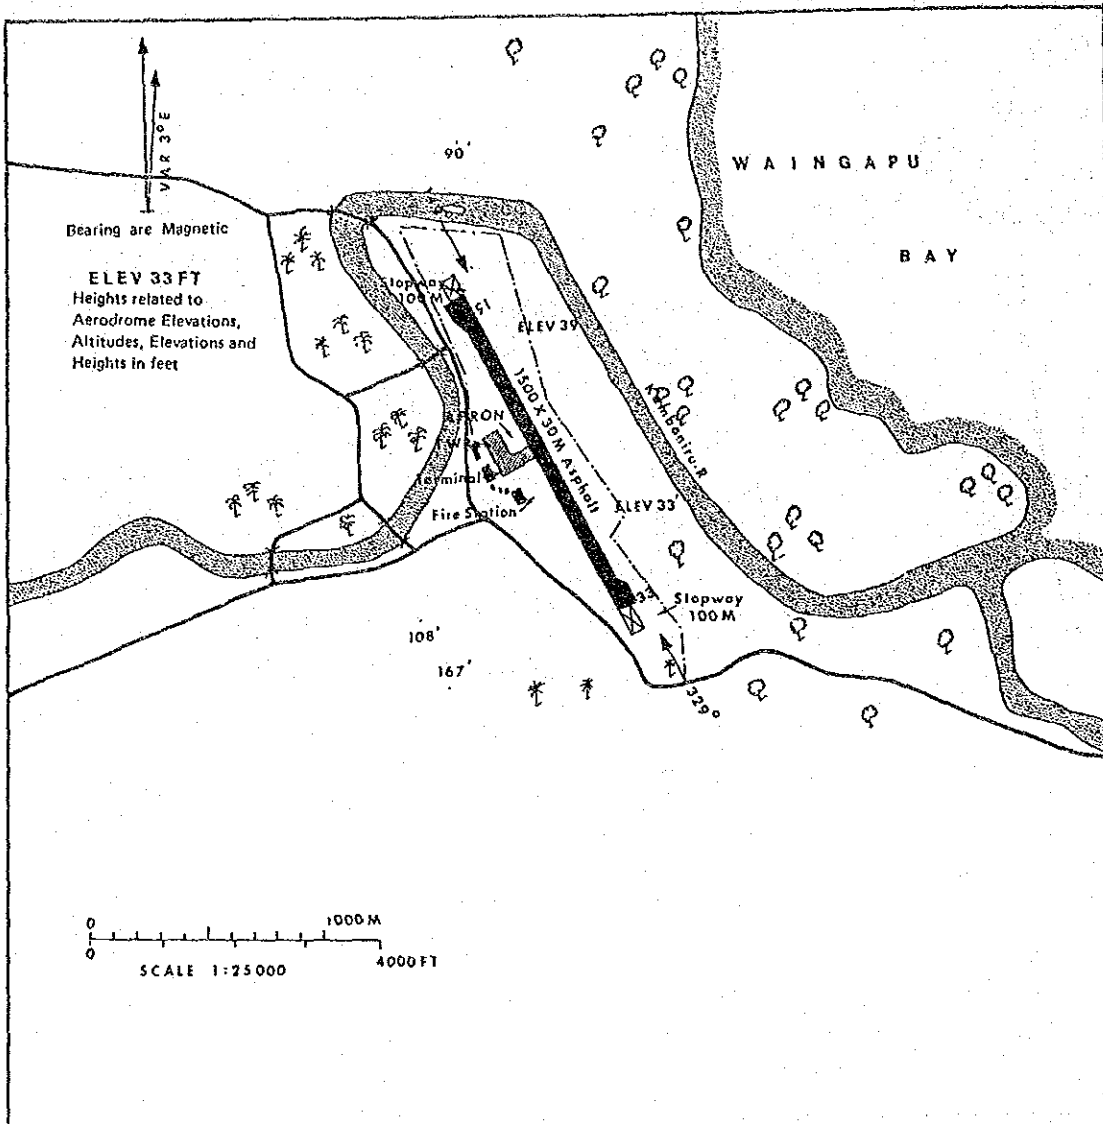 VAR 3°E
Bearing are Magnetic
ELEV 33 FT
Heights related to
Aerodrome Elevations,
Altitudes, Elevations and
Heights in feet
90'
WAINGAPU
BAY
Stopway
100 M
15
ELEV 39
1500 X 30 M Asphalt
APRON
Terminal
Fire Station
ELEV 33'
33
Stopway
100 M
329°
108'
167'
0 1000 M
0 4000 FT
SCALE 1:25000